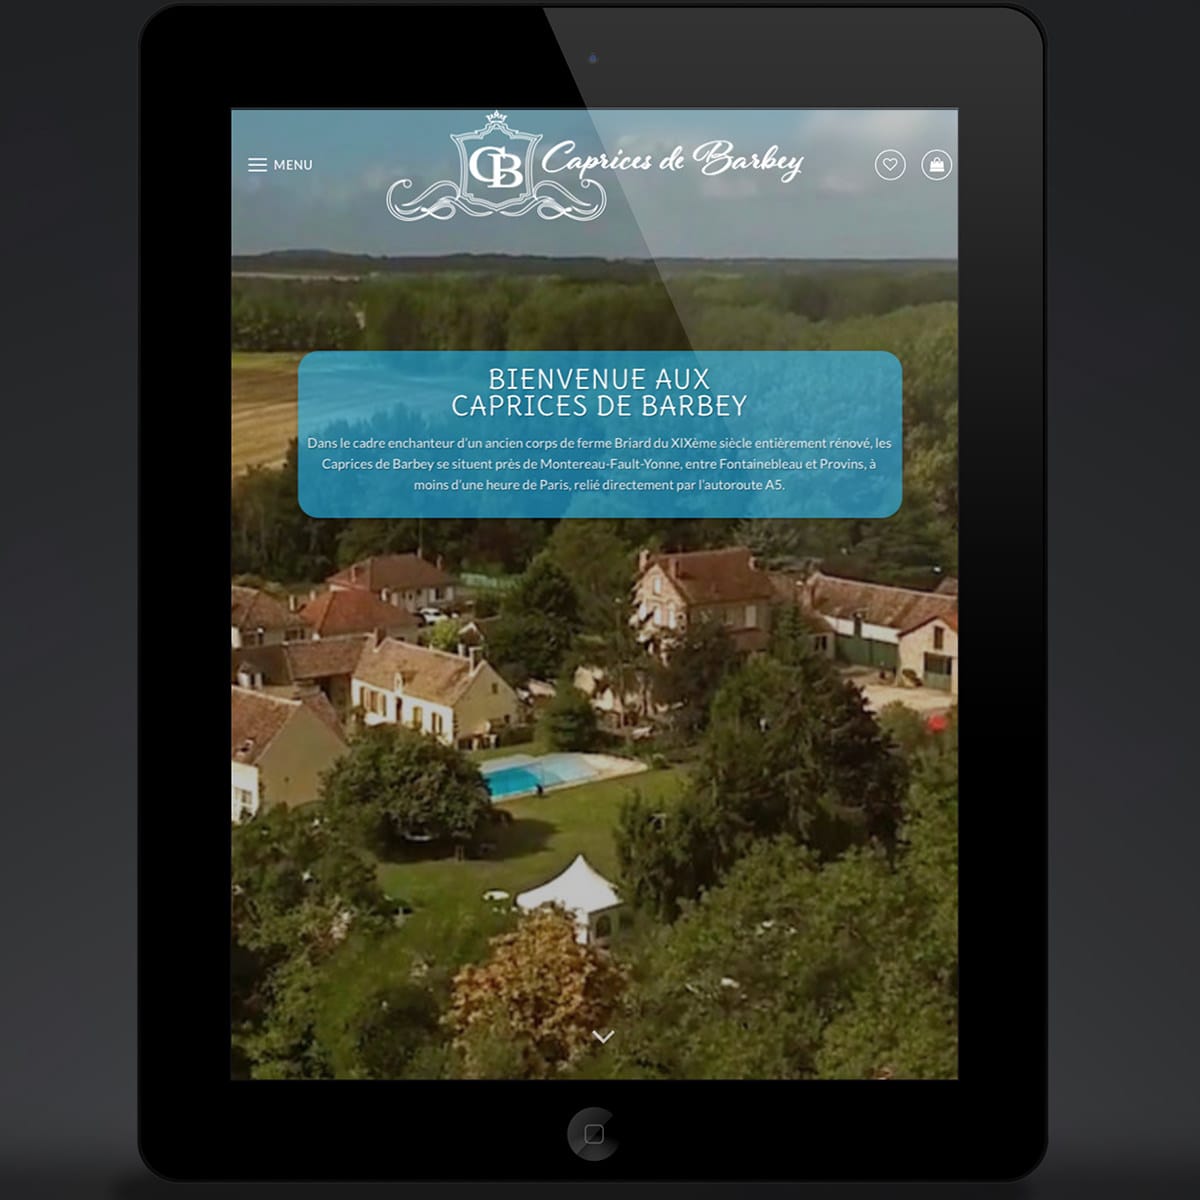 MENU
CB Caprices de Barbey
BIENVENUE AUX
CAPRICES DE BARBEY
Dans le cadre enchanteur d'un ancien corps de ferme Briard du XIXème siècle entièrement rénové, les
Caprices de Barbey se situent près de Montereau-Fault-Yonne, entre Fontainebleau et Provins, à
moins d'une heure de Paris, relié directement par l'autoroute A5.